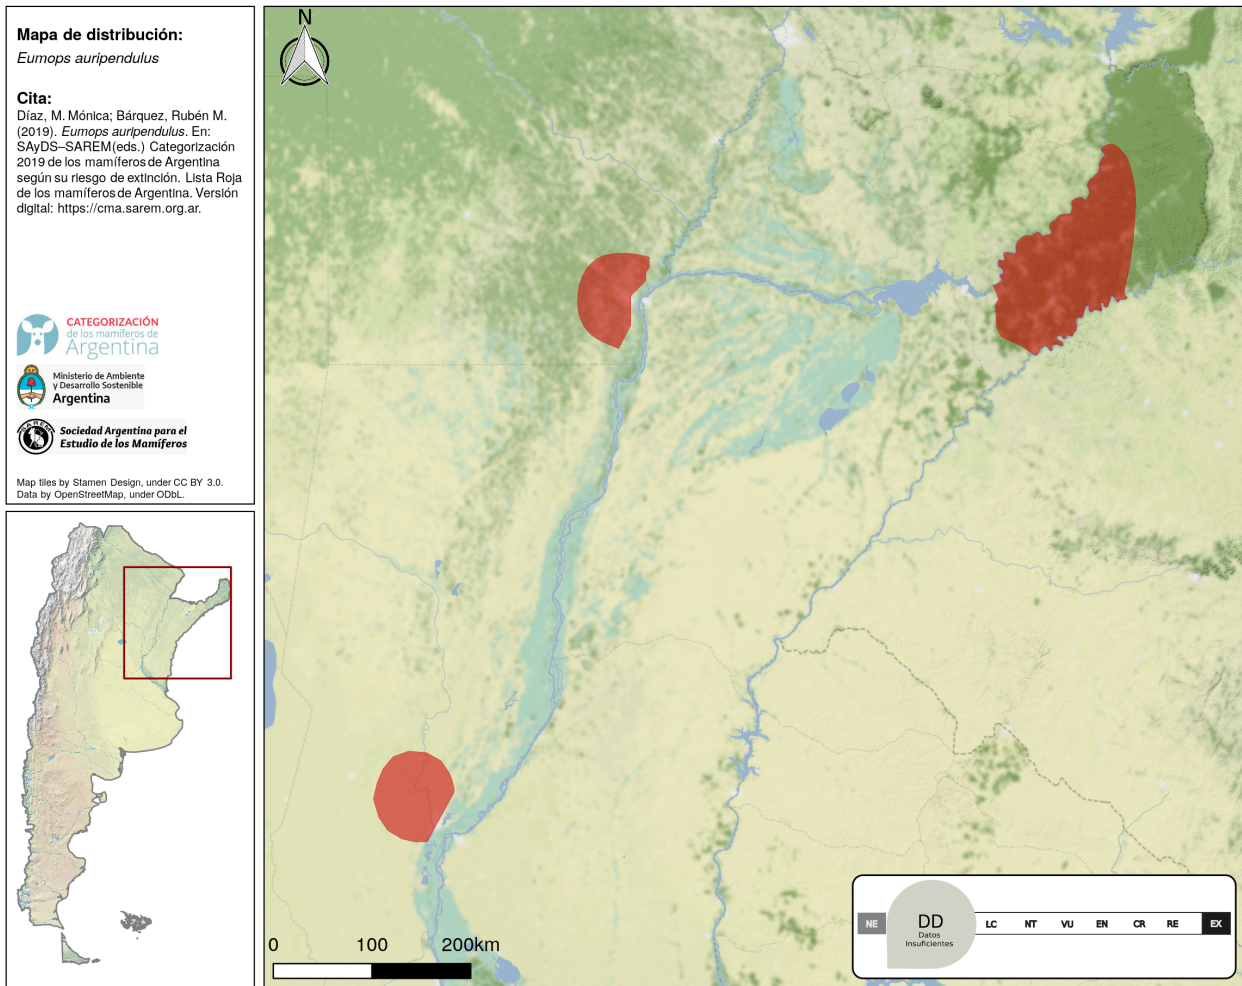 Mapa de distribución:
Eumops auripendulus
Cita:
Díaz, M. Mónica; Bárquez, Rubén M.
(2019). Eumops auripendulus. En:
SAyDS–SAREM(eds.) Categorización
2019 de los mamíferos de Argentina
según su riesgo de extinción. Lista Roja
de los mamíferos de Argentina. Versión
digital: https://cma.sarem.org.ar.
CATEGORIZACIÓN
de los mamíferos de
Argentina
Ministerio de Ambiente
y Desarrollo Sostenible
Argentina
SAREM
Sociedad Argentina para el
Estudio de los Mamíferos
Map tiles by Stamen Design, under CC BY 3.0.
Data by OpenStreetMap, under ODbL.
N
0 100 200km
NE DD LC NT VU EN CR RE EX
Datos
Insuficientes